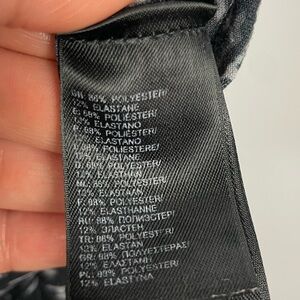 GB: 88% POLYESTER/
12% ELASTANE
E: 88% POLIÉSTER/
12% ELASTANO
P: 88% POLIÉSTER/
12% ELASTANO
I: 88% POLIESTERE/
12% ELASTANO
D: 88% POLYESTER/
12% ELASTHAN
NL: 88% POLYESTER/
12% ELASTAAN
F: 88% POLYESTER/
12% ELASTHANNE
88% ПОЛИЭСТЕР/
12% ЭЛАСТЕН
TR: 88% POLYESTER/
12% ELASTAN
GR: 88% ΠΟΛΥΕΣΤΕΡΑΣ/
12% ΕΛΑΣΤΑΝΗ
PL: 88% POLYESTER/
12% ELASTYNA